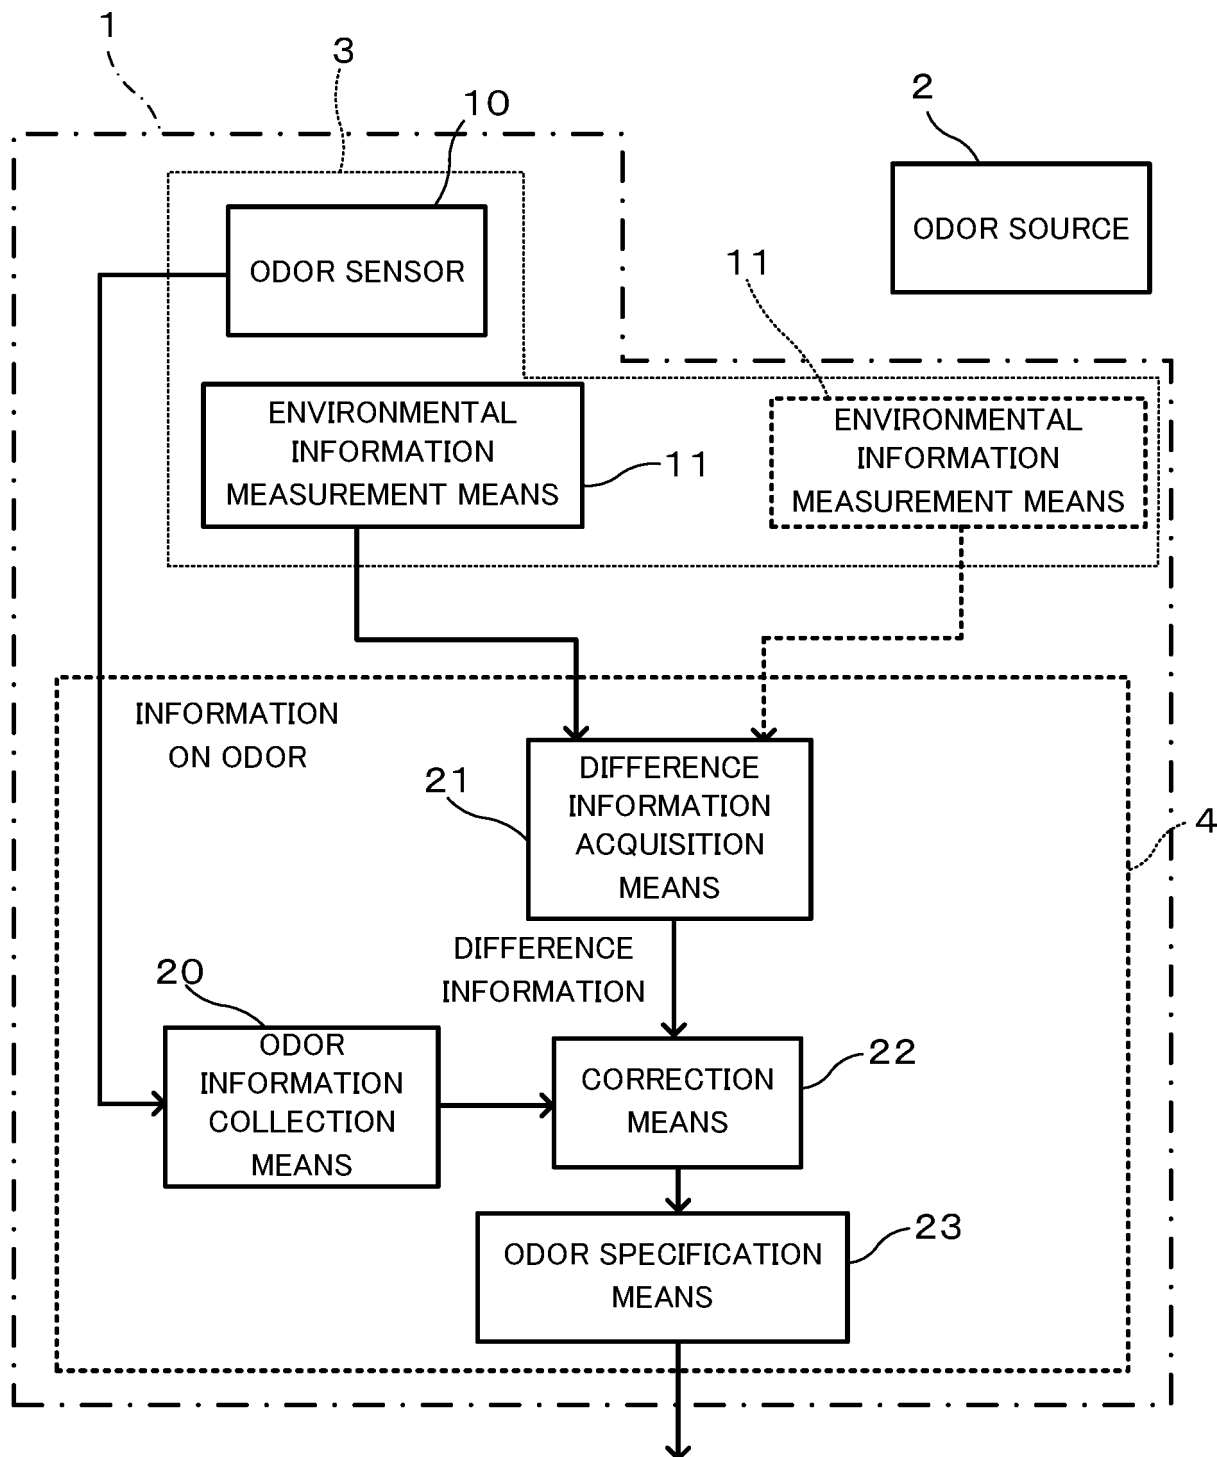 1
3
10
2
ODOR SOURCE
ODOR SENSOR
11
ENVIRONMENTAL
INFORMATION
MEASUREMENT MEANS
11
ENVIRONMENTAL
INFORMATION
MEASUREMENT MEANS
INFORMATION
ON ODOR
21
DIFFERENCE
INFORMATION
ACQUISITION
MEANS
4
DIFFERENCE
INFORMATION
20
ODOR
INFORMATION
COLLECTION
MEANS
22
CORRECTION
MEANS
23
ODOR SPECIFICATION
MEANS